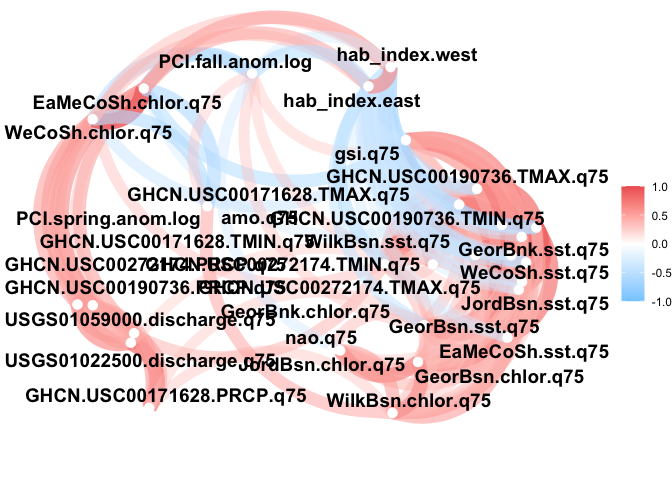 hab_index.west
PCI.fall.anom.log
hab_index.east
EaMeCoSh.chlor.q75
WeCoSh.chlor.q75
gsi.q75
GHCN.USC00190736.TMAX.q75
GHCN.USC00171628.TMAX.q75
PCI.spring.anom.log
amo.q75
GHCN.USC00190736.TMIN.q75
GHCN.USC00171628.TMIN.q75
WilkBsn.sst.q75
GeorBnk.sst.q75
GHCN.USC00272174.PRCP.q75
GHCN.USC00272174.TMIN.q75
WeCoSh.sst.q75
GHCN.USC00190736.PRCP.q75
GHCN.USC00272174.TMAX.q75
JordBsn.sst.q75
GeorBnk.chlor.q75
USGS01059000.discharge.q75
GeorBsn.sst.q75
nao.q75
EaMeCoSh.sst.q75
USGS01022500.discharge.q75
JordBsn.chlor.q75
GeorBsn.chlor.q75
GHCN.USC00171628.PRCP.q75
WilkBsn.chlor.q75
1.0
0.5
0.0
-0.5
-1.0